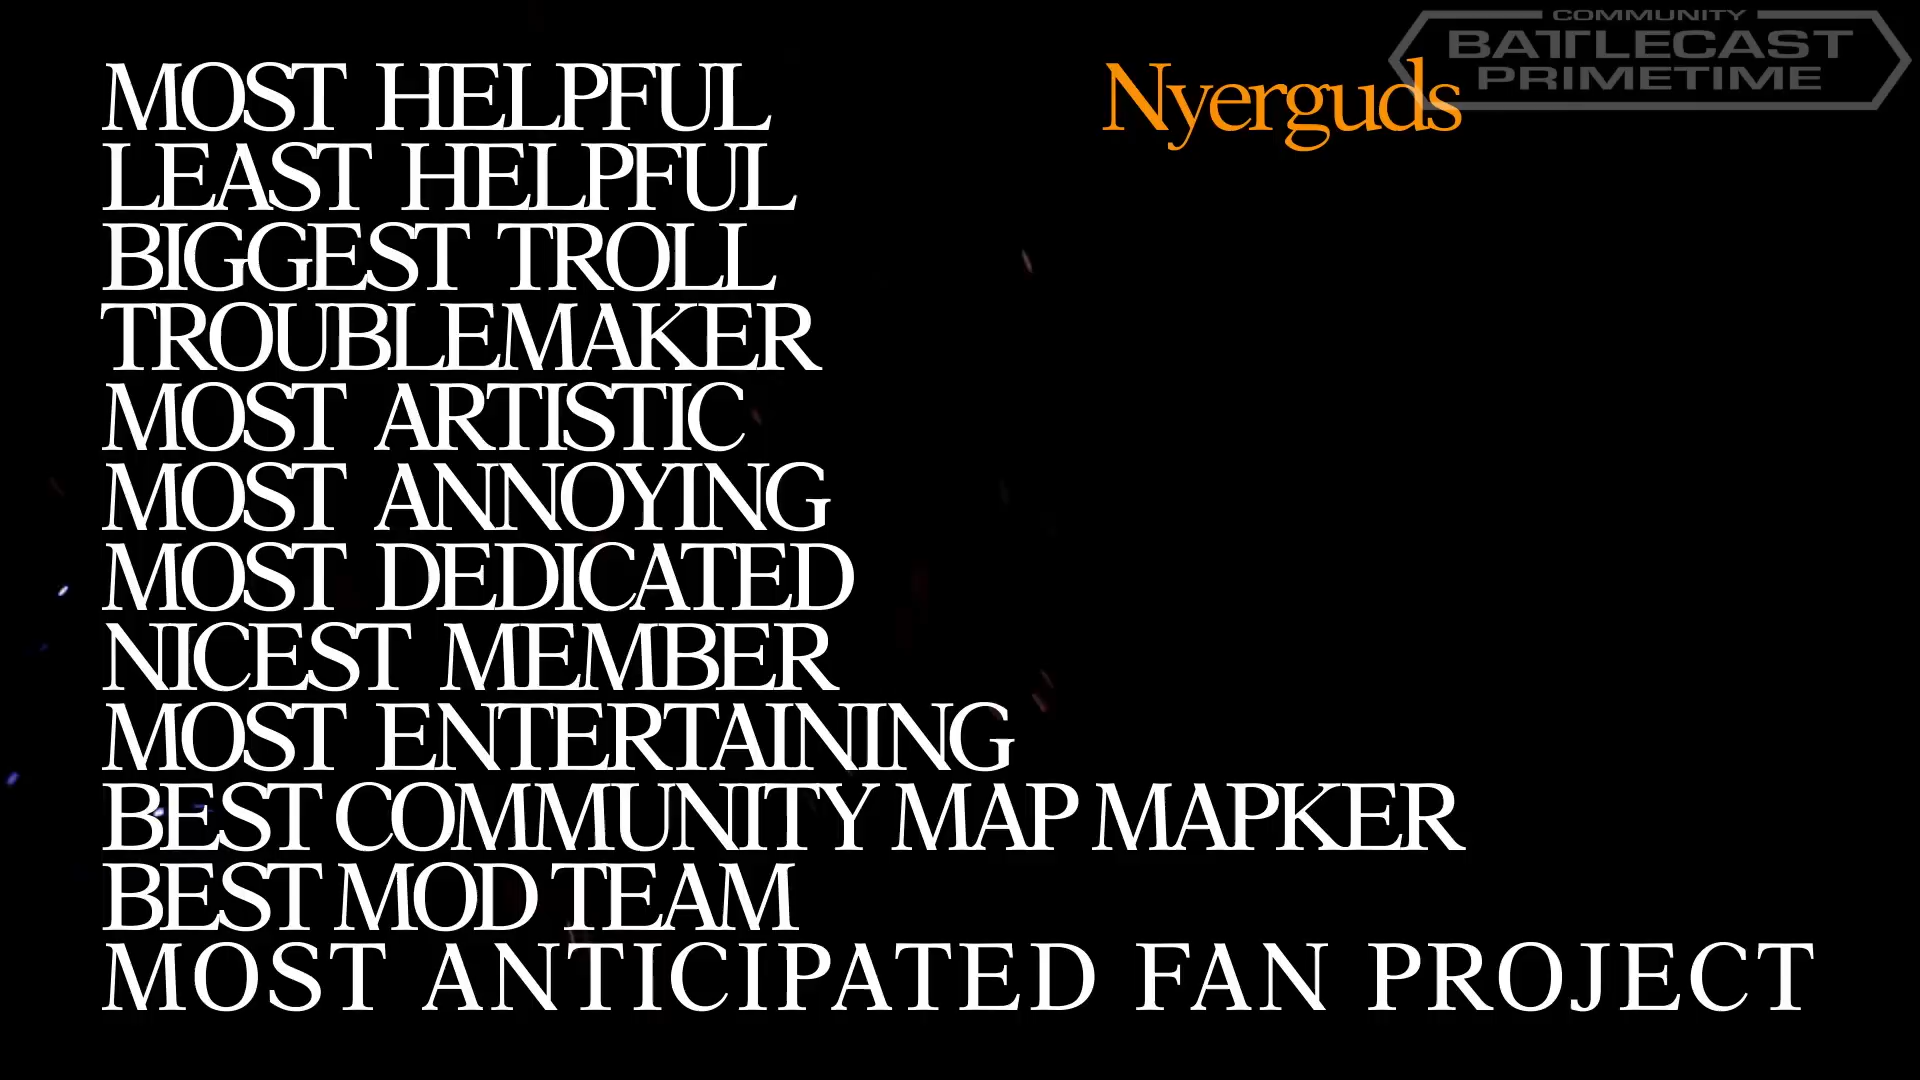 COMMUNITY
BATTLECAST
PRIMETIME
MOST HELPFUL Nyerguds
LEAST HELPFUL
BIGGEST TROLL
TROUBLEMAKER
MOST ARTISTIC
MOST ANNOYING
MOST DEDICATED
NICEST MEMBER
MOST ENTERTAINING
BEST COMMUNITY MAP MAPKER
BEST MOD TEAM
MOST ANTICIPATED FAN PROJECT